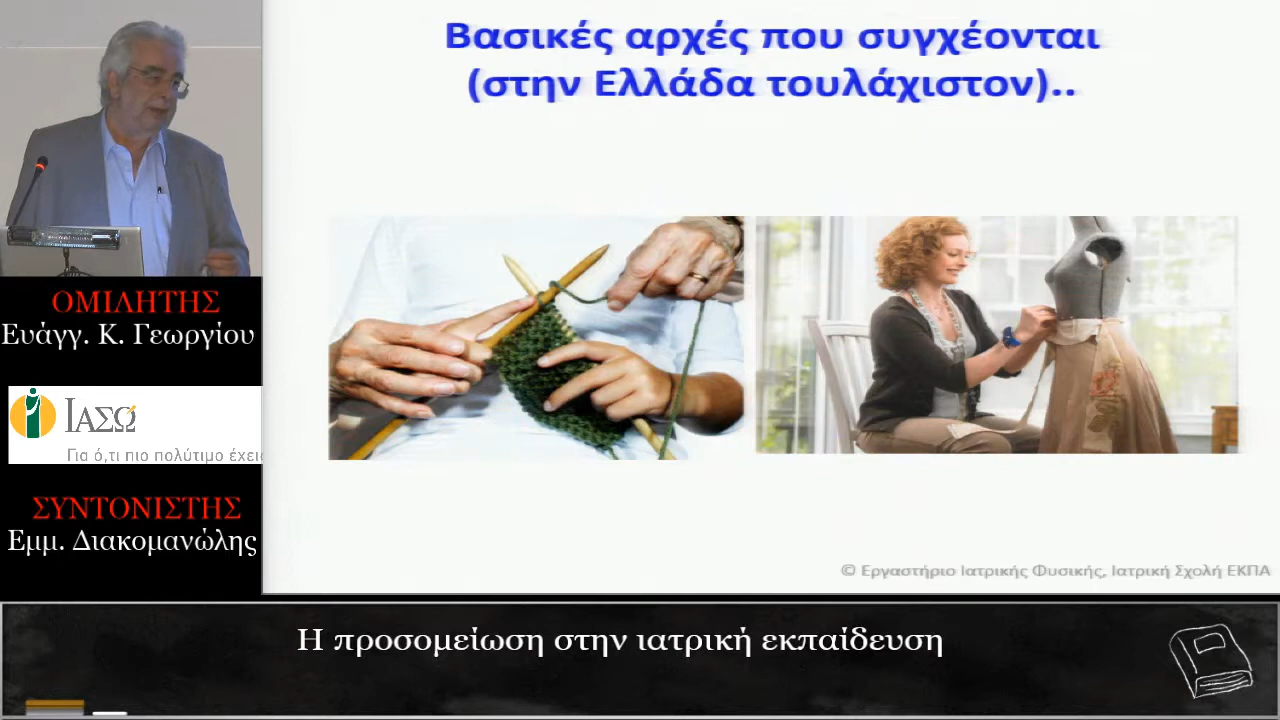 Βασικές αρχές που συγχέονται
(στην Ελλάδα τουλάχιστον)..
ΟΜΙΛΗΤΗΣ
Ευάγγ. Κ. Γεωργίου
ΙΑΣΩ
Για ό,τι πιο πολύτιμο έχει
ΣΥΝΤΟΝΙΣΤΗΣ
Εμμ. Διακομανώλης
© Εργαστήριο Ιατρικής Φυσικής, Ιατρική Σχολή ΕΚΠΑ
Η προσομείωση στην ιατρική εκπαίδευση